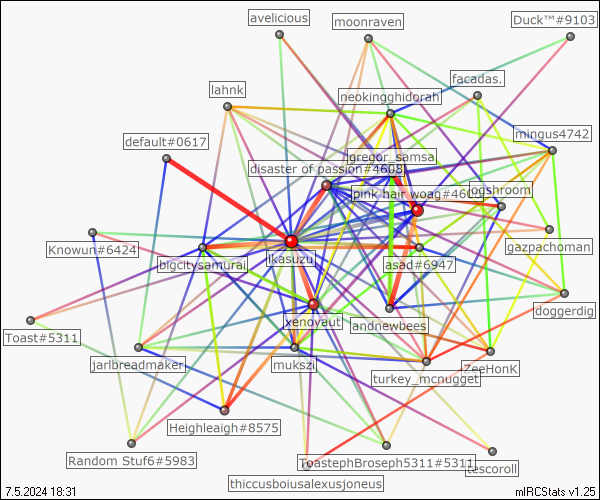 avelicious
moonraven
Duck™#9103
facadas.
lahnk
neokingghidorah
mingus4742
default#0617
gregor_samsa
disaster of passion#4608
pink hair woag#46
ogshroom
Knowun#6424
bigcitysamurai
ikasuzu
asad#6947
gazpachoman
xenoyaut
andnewbees
doggerdig
Toast#5311
jarlbreadmaker
mukszi
turkey_mcnugget
ZeeHonK
Heighleaigh#8575
Random Stuf6#5983
ToastephBroseph5311#5311
tescoroll
thiccusboiusalexusjoneus
7.5.2024 18:31
mIRCStats v1.25